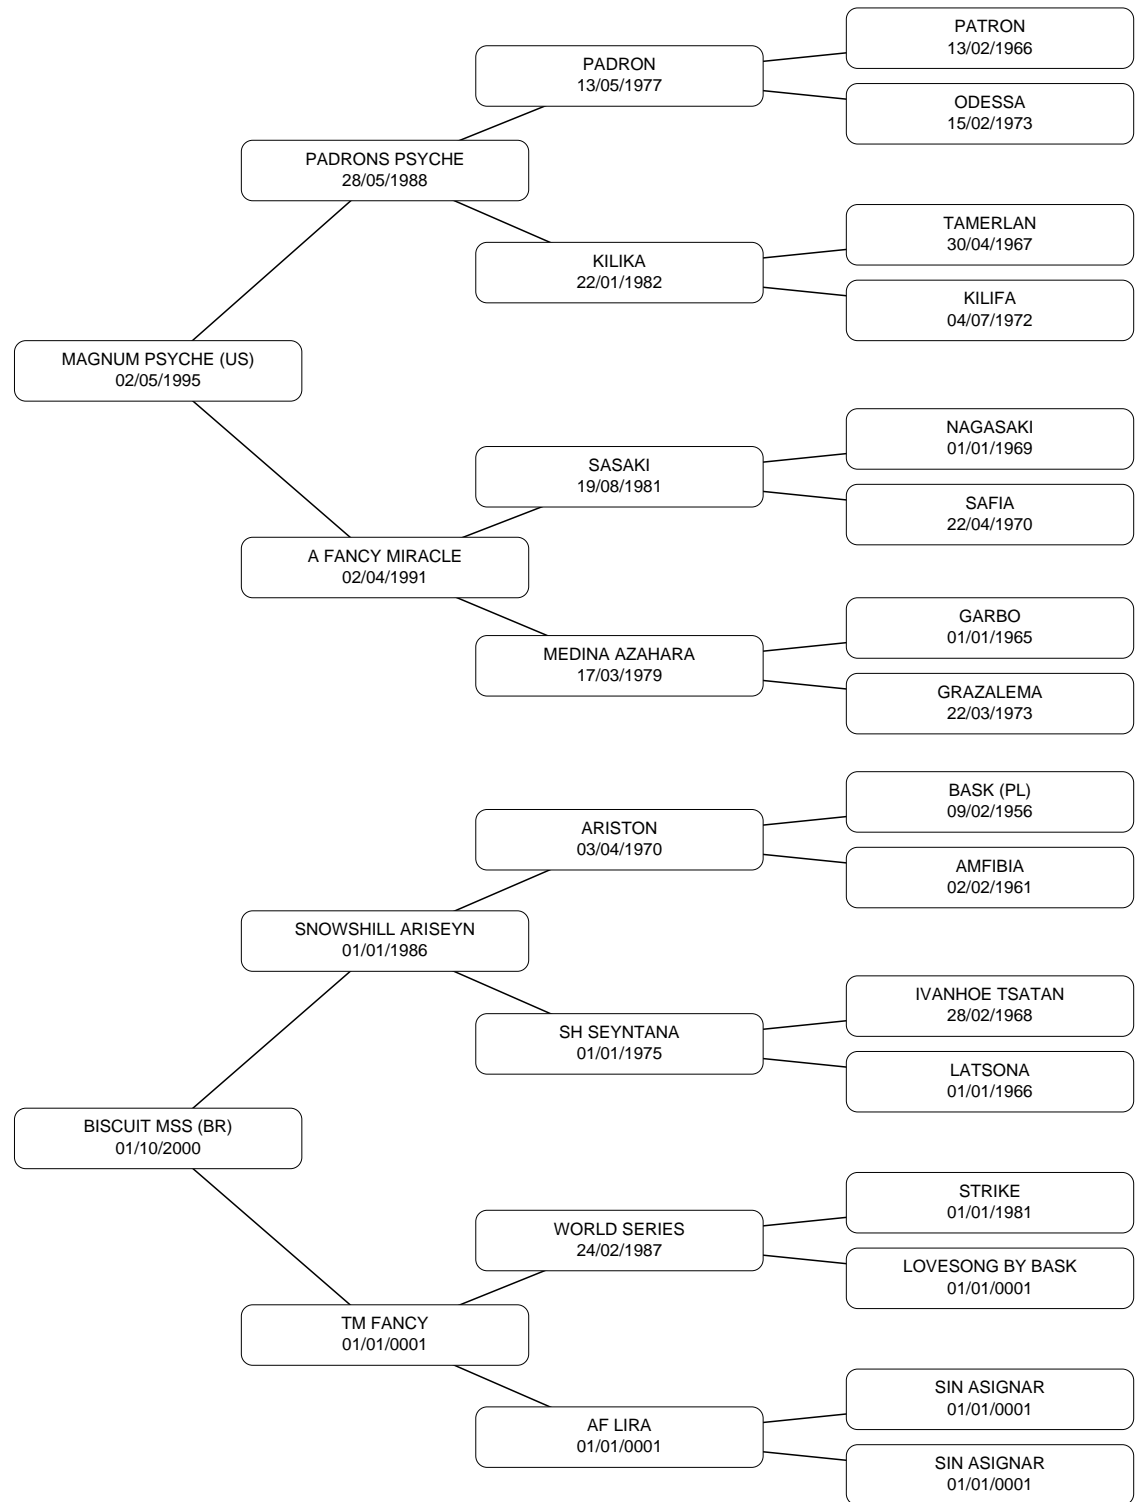 PATRON
13/02/1966
PADRON
13/05/1977
ODESSA
15/02/1973
PADRONS PSYCHE
28/05/1988
TAMERLAN
30/04/1967
KILIKA
22/01/1982
KILIFA
04/07/1972
MAGNUM PSYCHE (US)
02/05/1995
NAGASAKI
01/01/1969
SASAKI
19/08/1981
SAFIA
22/04/1970
A FANCY MIRACLE
02/04/1991
GARBO
01/01/1965
MEDINA AZAHARA
17/03/1979
GRAZALEMA
22/03/1973
BASK (PL)
09/02/1956
ARISTON
03/04/1970
AMFIBIA
02/02/1961
SNOWSHILL ARISEYN
01/01/1986
IVANHOE TSATAN
28/02/1968
SH SEYNTANA
01/01/1975
LATSONA
01/01/1966
BISCUIT MSS (BR)
01/10/2000
STRIKE
01/01/1981
WORLD SERIES
24/02/1987
LOVESONG BY BASK
01/01/0001
TM FANCY
01/01/0001
SIN ASIGNAR
01/01/0001
AF LIRA
01/01/0001
SIN ASIGNAR
01/01/0001